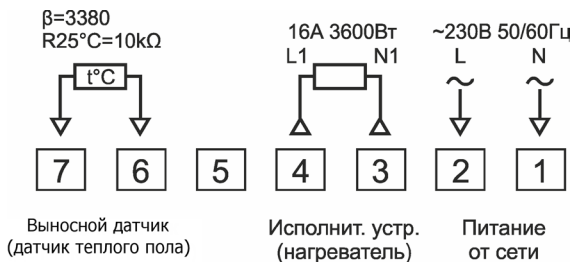 β=3380
R25°C=10kΩ
t°C
16А 3600Вт
L1 N1
~230В 50/60Гц
L N
7 6 5 4 3 2 1
Выносной датчик
(датчик теплого пола)
Исполнит. устр.
(нагреватель)
Питание
от сети